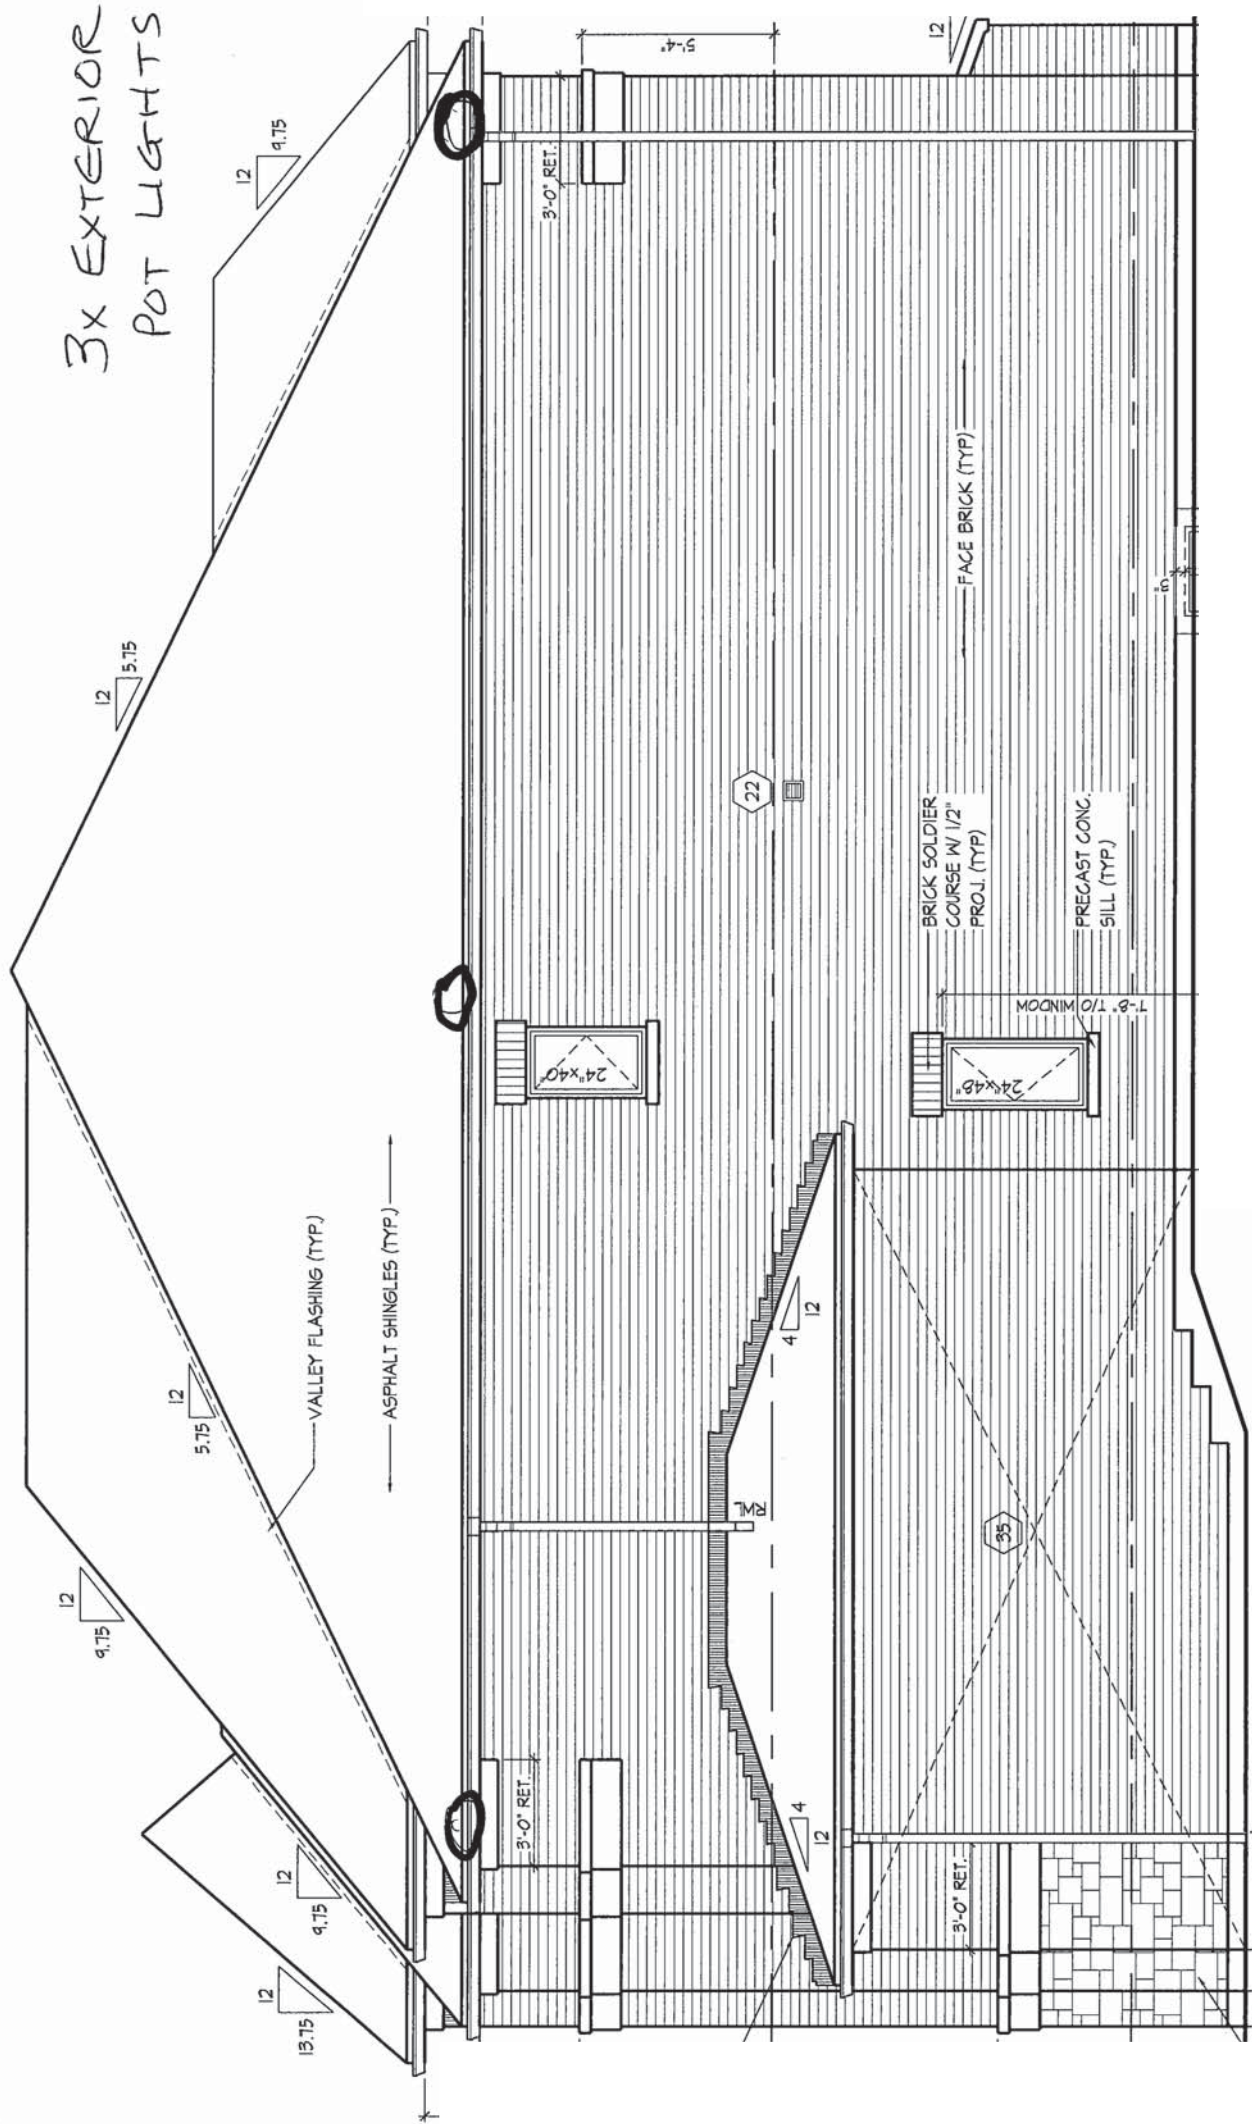 3x EXTERIOR
POT LIGHTS
12
9.75
12
5.75
12
5.75
12
9.75
12
9.75
12
13.75
VALLEY FLASHING (TYP.)
ASPHALT SHINGLES (TYP.)
3'-0" RET.
5'-4"
12
24"x40"
3'-0" RET.
22
RWL
FACE BRICK (TYP)
BRICK SOLDIER
COURSE W/ 1/2"
PROJ. (TYP)
24"x48"
7'-8" T/O WINDOW
PRECAST CONC.
SILL (TYP.)
4
12
4
12
35
3'-0" RET.